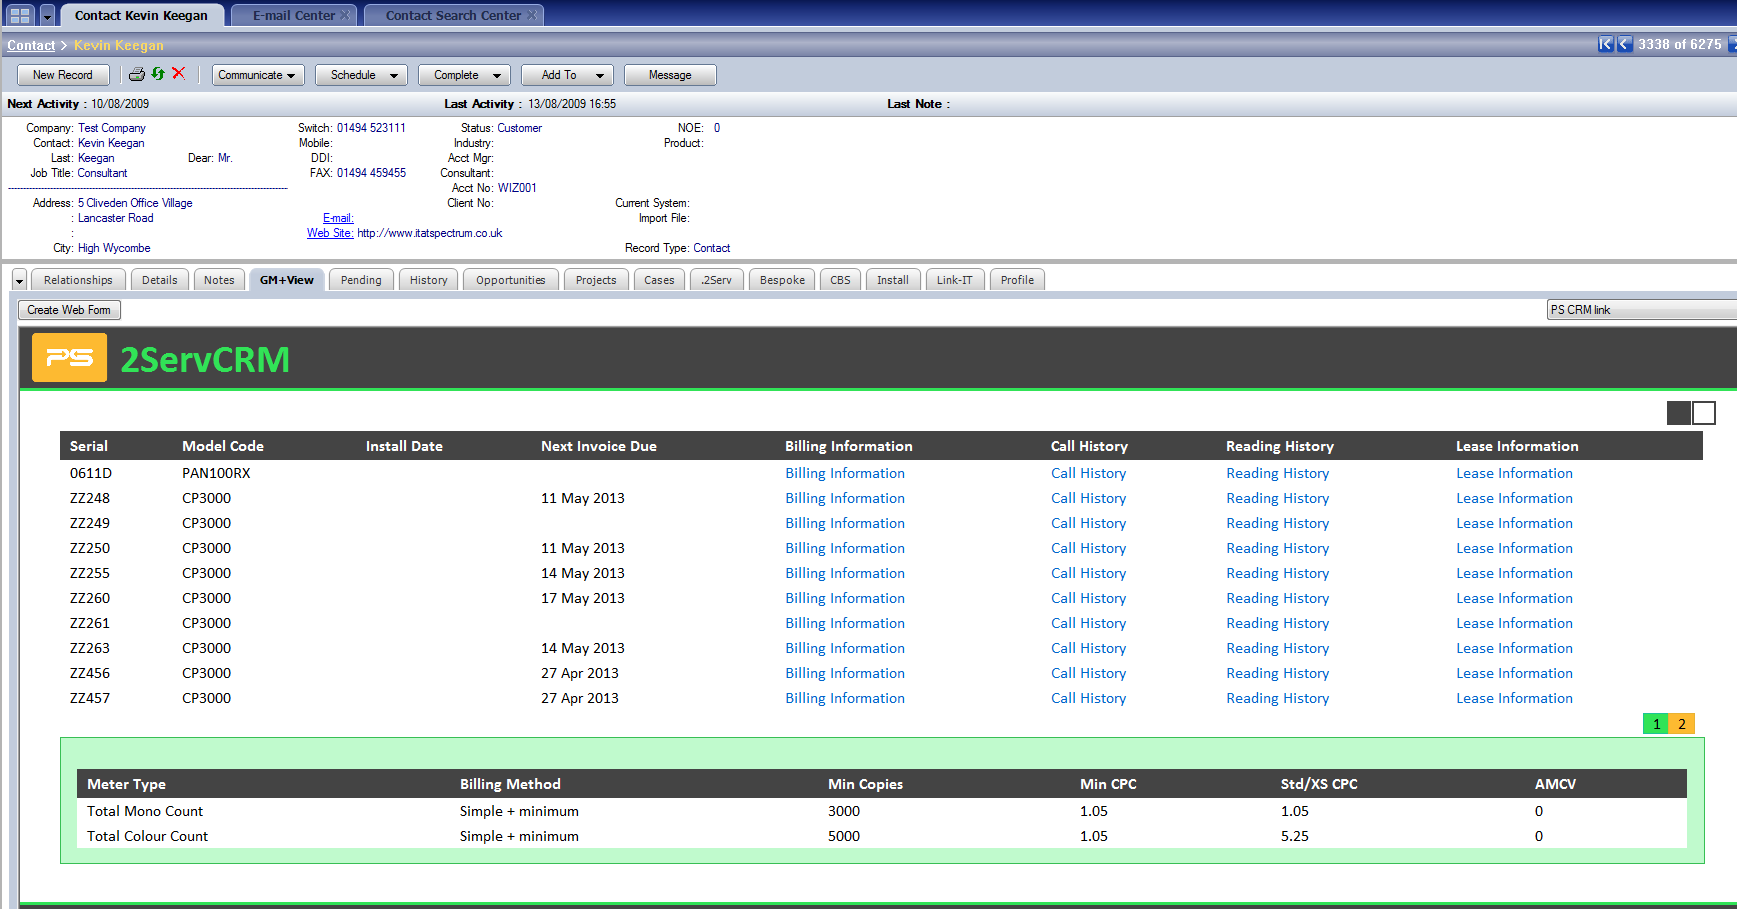 Contact Kevin Keegan E-mail Center Contact Search Center
Contact > Kevin Keegan 3338 of 6275
New Record Communicate Schedule Complete Add To Message
Next Activity : 10/08/2009 Last Activity : 13/08/2009 16:55 Last Note :
Company: Test Company Switch: 01494 523111 Status: Customer NOE: 0
Contact: Kevin Keegan Mobile: Industry: Product:
Last: Keegan Dear: Mr. DDI: Acct Mgr:
Job Title: Consultant FAX: 01494 459455 Consultant:
Acct No: WIZ001
Address: 5 Cliveden Office Village Client No: Current System:
: Lancaster Road E-mail: Import File:
: Web Site: http://www.itatspectrum.co.uk
City: High Wycombe Record Type: Contact
Relationships Details Notes GM+View Pending History Opportunities Projects Cases .2Serv Bespoke CBS Install Link-IT Profile
Create Web Form PS CRM link
PS 2ServCRM
Serial Model Code Install Date Next Invoice Due Billing Information Call History Reading History Lease Information
0611D PAN100RX Billing Information Call History Reading History Lease Information
ZZ248 CP3000 11 May 2013 Billing Information Call History Reading History Lease Information
ZZ249 CP3000 Billing Information Call History Reading History Lease Information
ZZ250 CP3000 11 May 2013 Billing Information Call History Reading History Lease Information
ZZ255 CP3000 14 May 2013 Billing Information Call History Reading History Lease Information
ZZ260 CP3000 17 May 2013 Billing Information Call History Reading History Lease Information
ZZ261 CP3000 Billing Information Call History Reading History Lease Information
ZZ263 CP3000 14 May 2013 Billing Information Call History Reading History Lease Information
ZZ456 CP3000 27 Apr 2013 Billing Information Call History Reading History Lease Information
ZZ457 CP3000 27 Apr 2013 Billing Information Call History Reading History Lease Information
1 2
Meter Type Billing Method Min Copies Min CPC Std/XS CPC AMCV
Total Mono Count Simple + minimum 3000 1.05 1.05 0
Total Colour Count Simple + minimum 5000 1.05 5.25 0